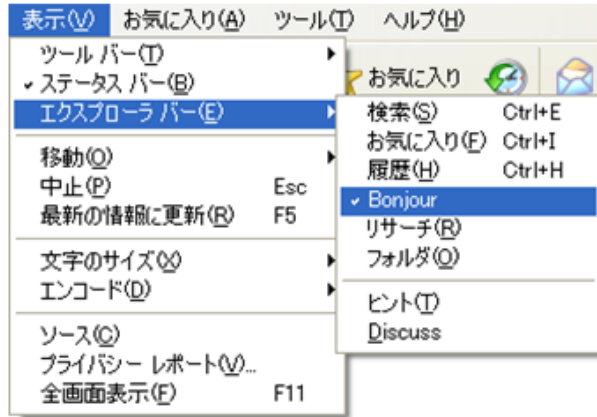 表示(V) お気に入り(A) ツール(T) ヘルプ(H)
お気に入り
ツール バー(T)
ステータス バー(B)
エクスプローラ バー(E)
移動(O)
中止(P) Esc
最新の情報に更新(R) F5
文字のサイズ(X)
エンコード(D)
ソース(C)
プライバシー レポート(V)...
全画面表示(F) F11
検索(S) Ctrl+E
お気に入り(F) Ctrl+I
履歴(H) Ctrl+H
Bonjour
リサーチ(R)
フォルダ(O)
ヒント(T)
Discuss